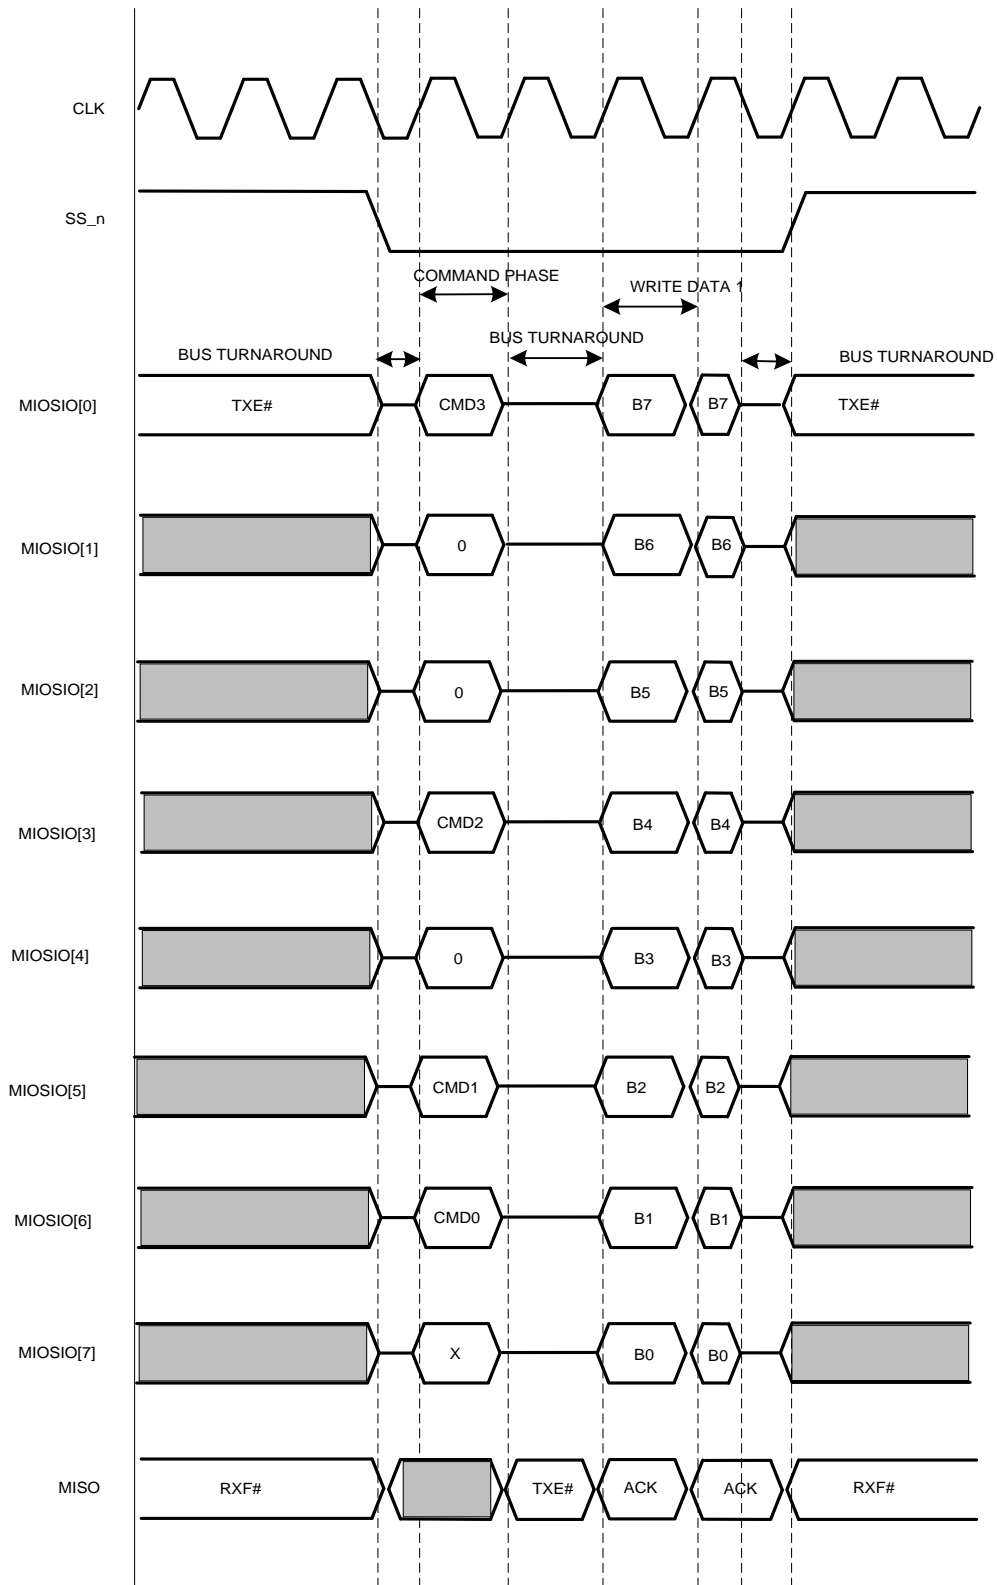 CLK
SS_n
COMMAND PHASE
WRITE DATA 1
BUS TURNAROUND
BUS TURNAROUND
BUS TURNAROUND
MIOSIO[0] TXE# CMD3 B7 B7 TXE#
MIOSIO[1] 0 B6 B6
MIOSIO[2] 0 B5 B5
MIOSIO[3] CMD2 B4 B4
MIOSIO[4] 0 B3 B3
MIOSIO[5] CMD1 B2 B2
MIOSIO[6] CMD0 B1 B1
MIOSIO[7] X B0 B0
MISO RXF# TXE# ACK ACK RXF#